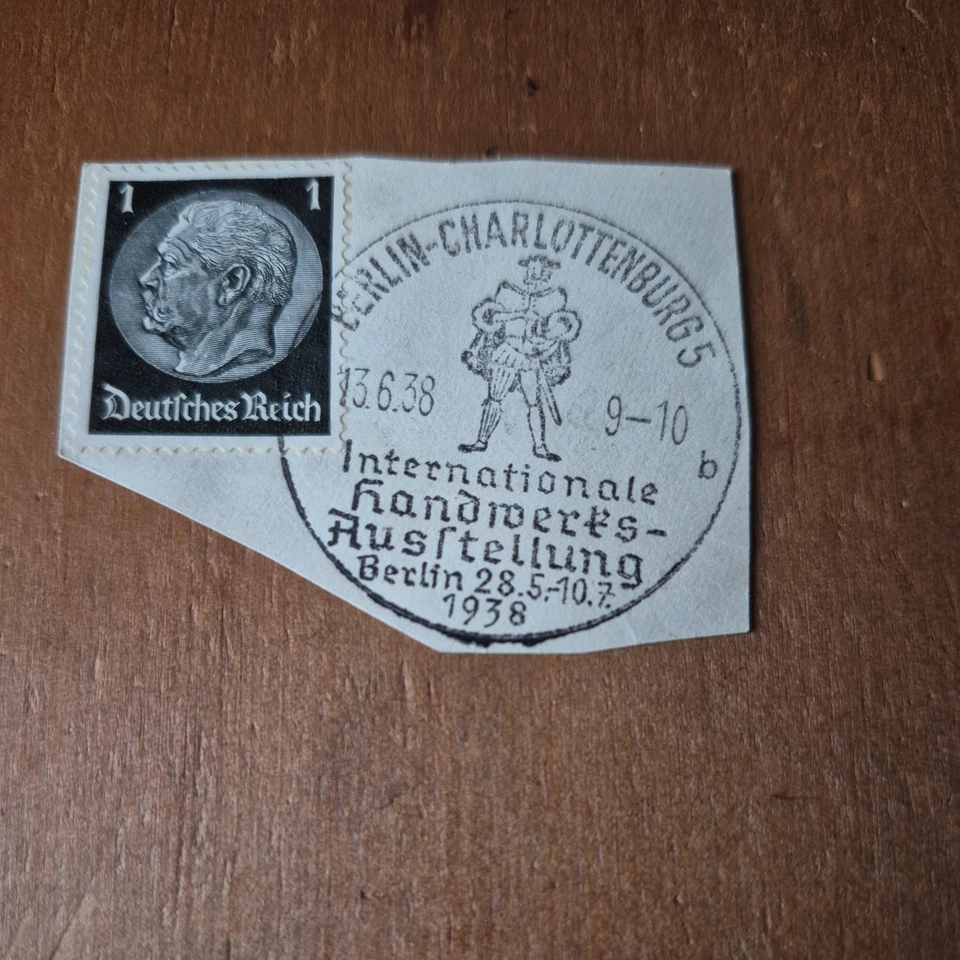 1 1
Deutſches Reich
BERLIN-CHARLOTTENBURG 5
13.6.38 9-10
b
Internationale
Handwerks-
Ausſtellung
Berlin 28.5.-10.7.
1938